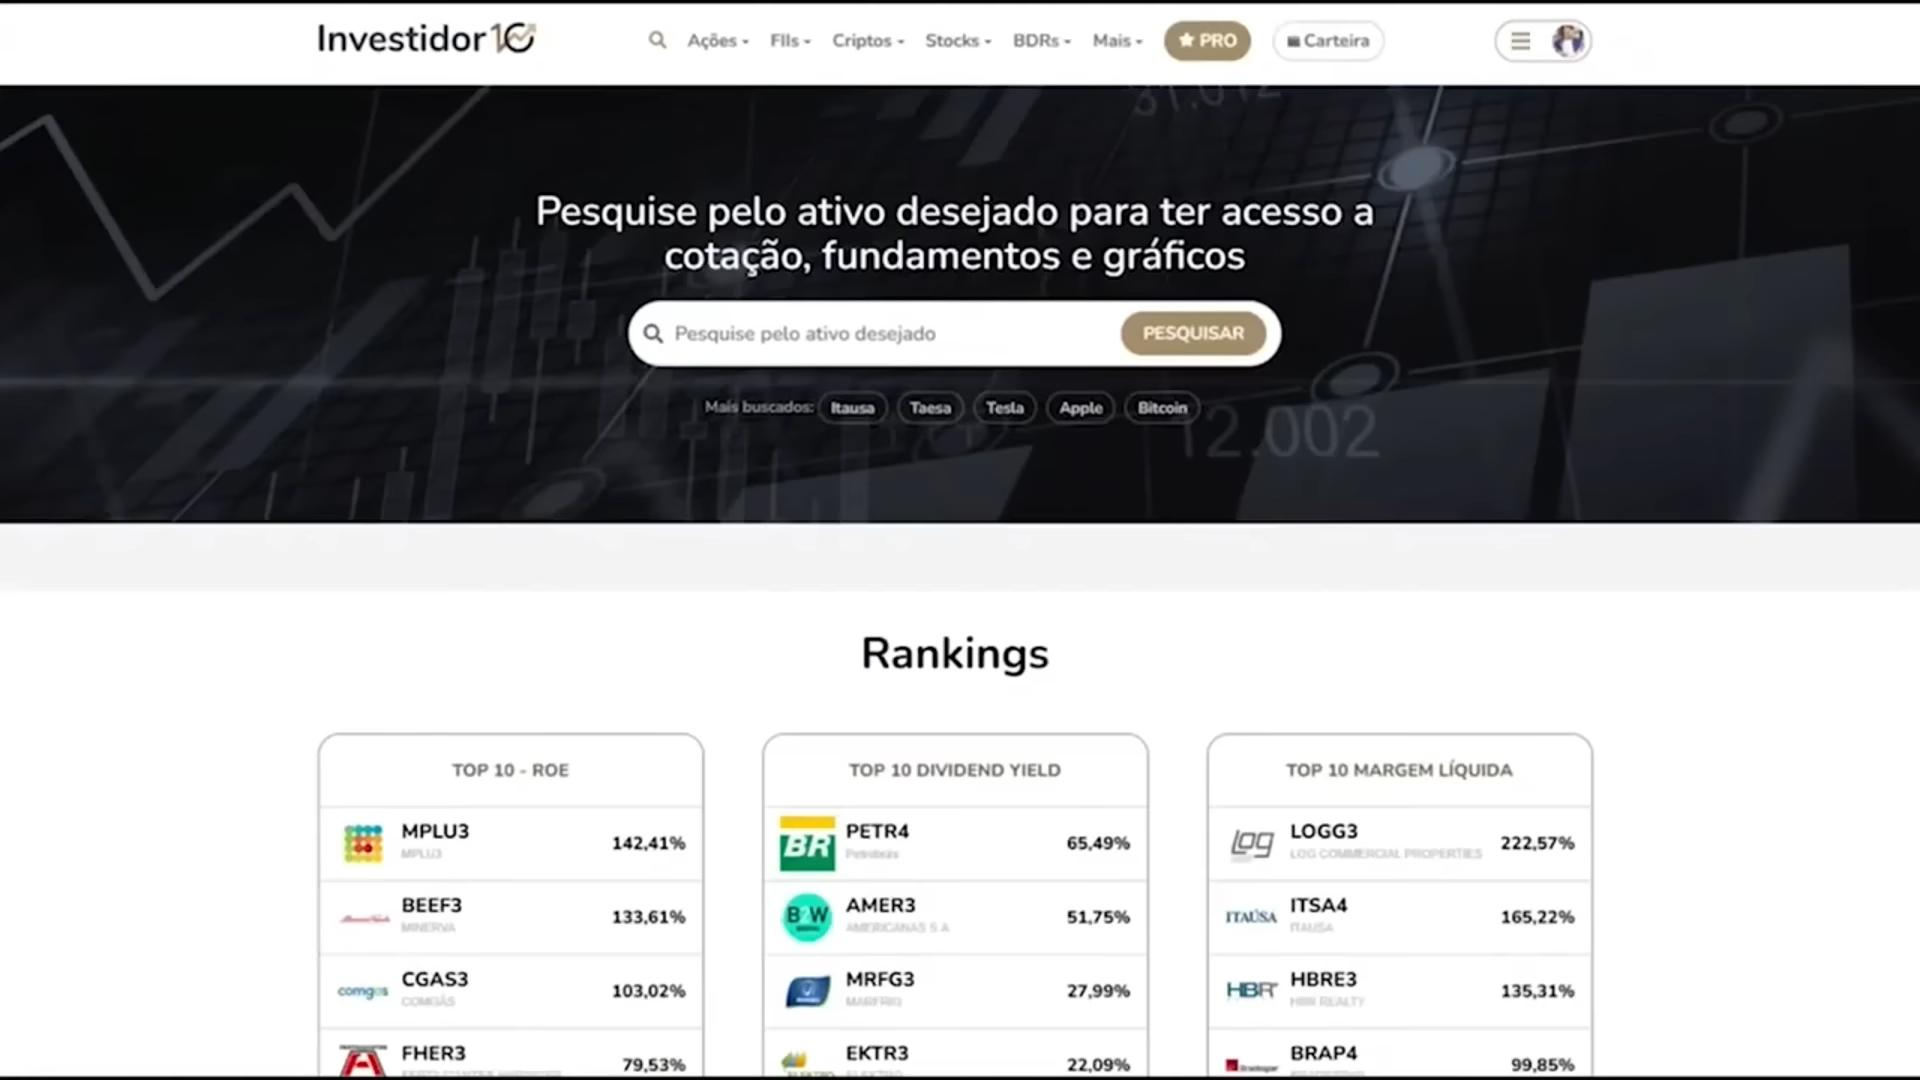 Investidor10
Ações FIIs Criptos Stocks BDRs Mais PRO Carteira
31.012
Pesquise pelo ativo desejado para ter acesso a
cotação, fundamentos e gráficos
Pesquise pelo ativo desejado PESQUISAR
Mais buscados: Itausa Taesa Tesla Apple Bitcoin
12.002
Rankings
TOP 10 - ROE
MPLU3 142,41%
MPLU3
BEEF3 133,61%
MINERVA
comgas CGAS3 103,02%
COMGÁS
FHER3 79,53%
TOP 10 DIVIDEND YIELD
BR PETR4 65,49%
Petrobrás
B2W AMER3 51,75%
AMERICANAS S.A
MRFG3 27,99%
MARFRIG
EKTR3 22,09%
ELEKTRO
TOP 10 MARGEM LÍQUIDA
LOG LOGG3 222,57%
LOG COMMERCIAL PROPERTIES
ITAÚSA ITSA4 165,22%
ITAUSA
HBR HBRE3 135,31%
HBR REALTY
BRAP4 99,85%